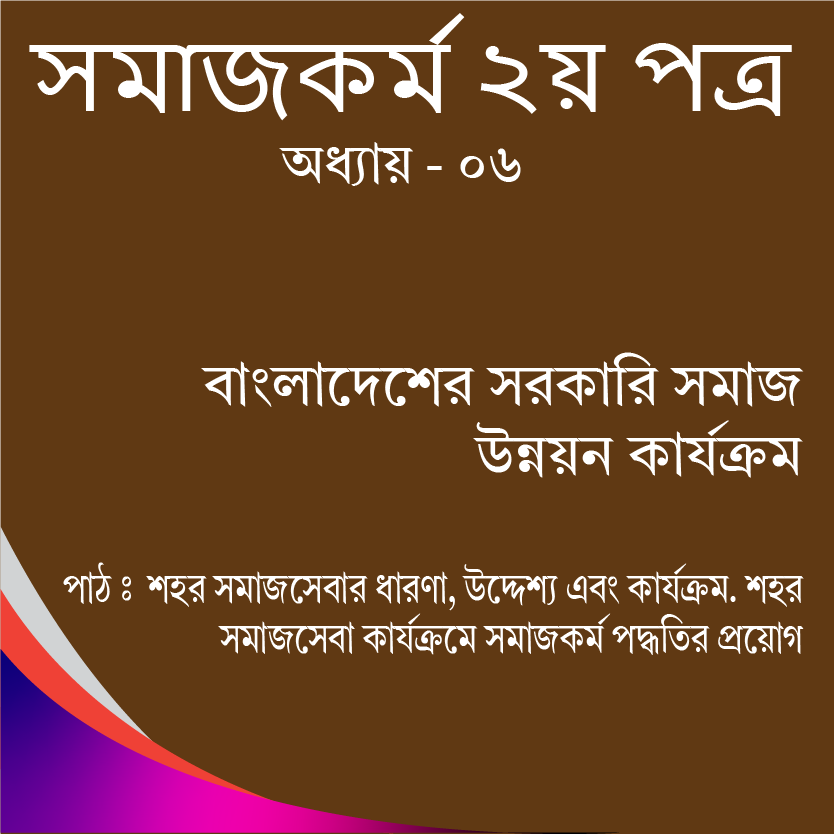 সমাজকর্ম ২য় পত্র
অধ্যায় - ০৬
বাংলাদেশের সরকারি সমাজ
উন্নয়ন কার্যক্রম
পাঠ ঃ শহর সমাজসেবার ধারণা, উদ্দেশ্য এবং কার্যক্রম. শহর
সমাজসেবা কার্যক্রমে সমাজকর্ম পদ্ধতির প্রয়োগ